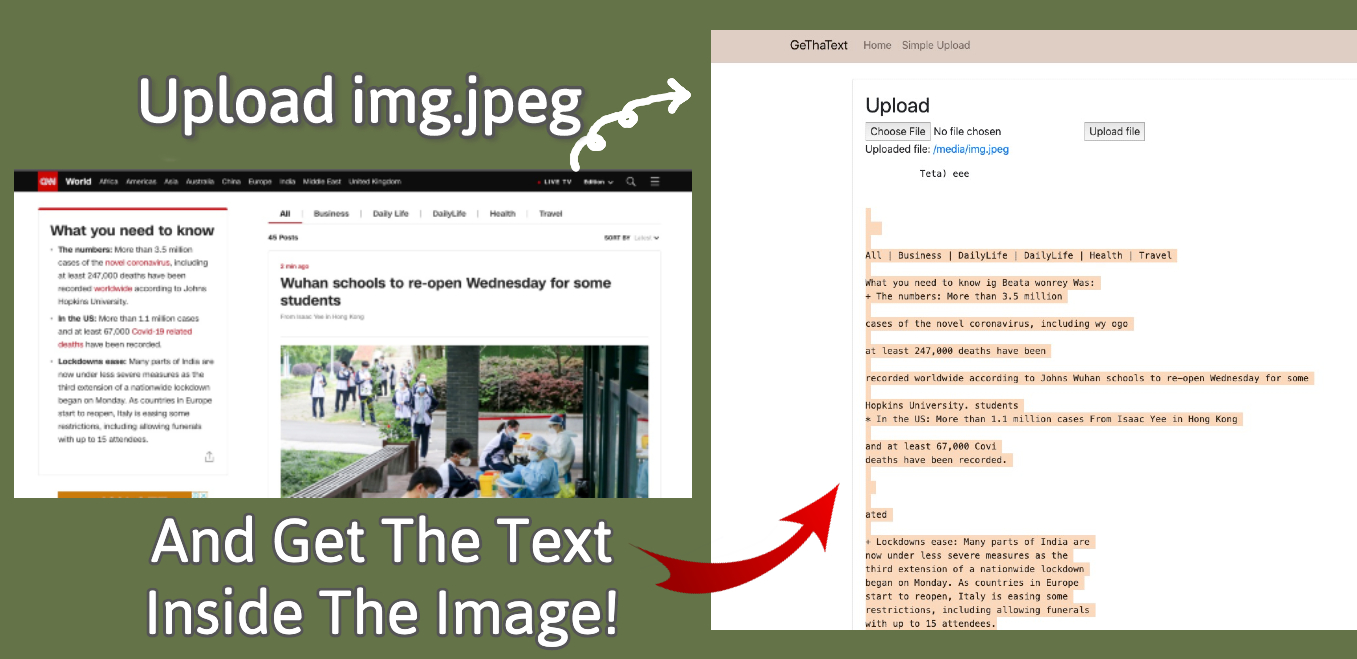 Upload img.jpeg
CNN World Africa Americas Asia Australia China Europe India Middle East United Kingdom LIVE TV Edition
What you need to know
• The numbers: More than 3.5 million
cases of the novel coronavirus, including
at least 247,000 deaths have been
recorded worldwide according to Johns
Hopkins University.
• In the US: More than 1.1 million cases
and at least 67,000 Covid-19 related
deaths have been recorded.
• Lockdowns ease: Many parts of India are
now under less severe measures as the
third extension of a nationwide lockdown
began on Monday. As countries in Europe
start to reopen, Italy is easing some
restrictions, including allowing funerals
with up to 15 attendees.
All | Business | Daily Life | DailyLife | Health | Travel
45 Posts SORT BY Latest
2 min ago
Wuhan schools to re-open Wednesday for some
students
From Isaac Yee in Hong Kong
And Get The Text
Inside The Image!
GeThaText Home Simple Upload
Upload
Choose File No file chosen Upload file
Uploaded file: /media/img.jpeg
Teta) eee
All | Business | DailyLife | DailyLife | Health | Travel
What you need to know ig Beata wonrey Was:
+ The numbers: More than 3.5 million
cases of the novel coronavirus, including wy ogo
at least 247,000 deaths have been
recorded worldwide according to Johns Wuhan schools to re-open Wednesday for some
Hopkins University. students
* In the US: More than 1.1 million cases From Isaac Yee in Hong Kong
and at least 67,000 Covi
deaths have been recorded.
ated
+ Lockdowns ease: Many parts of India are
now under less severe measures as the
third extension of a nationwide lockdown
began on Monday. As countries in Europe
start to reopen, Italy is easing some
restrictions, including allowing funerals
with up to 15 attendees.